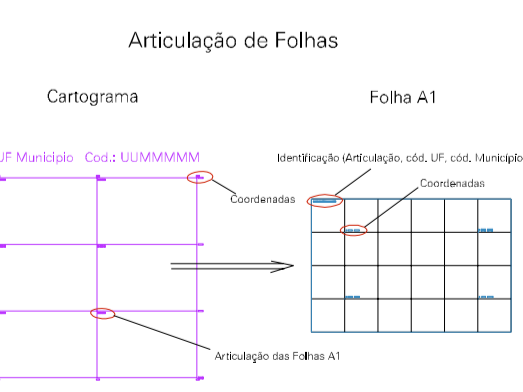 Articulação de Folhas
Cartograma
Folha A1
UF Municipio Cod.: UUMMMMM
Identificação (Articulação, cód. UF, cód. Município
Coordenadas
Coordenadas
Articulação das Folhas A1